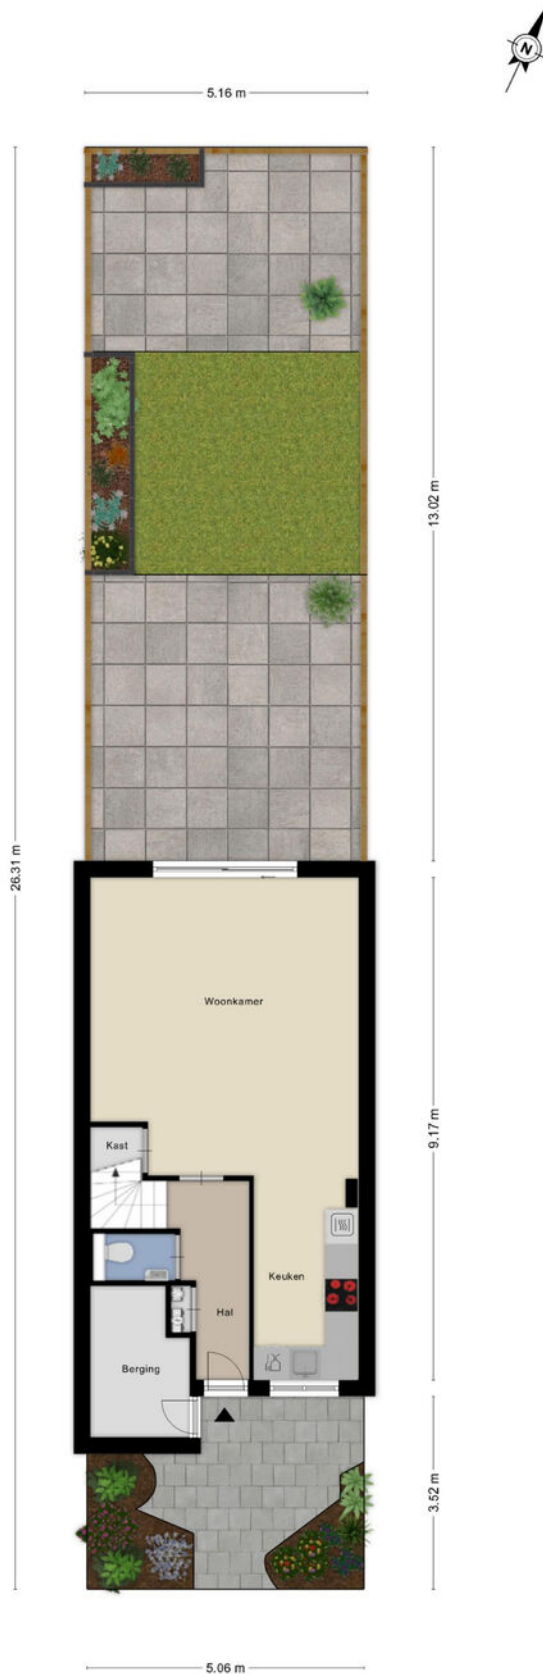 N
5.16 m
13.02 m
26.31 m
Woonkamer
9.17 m
Kast
Keuken
Hal
Berging
3.52 m
5.06 m